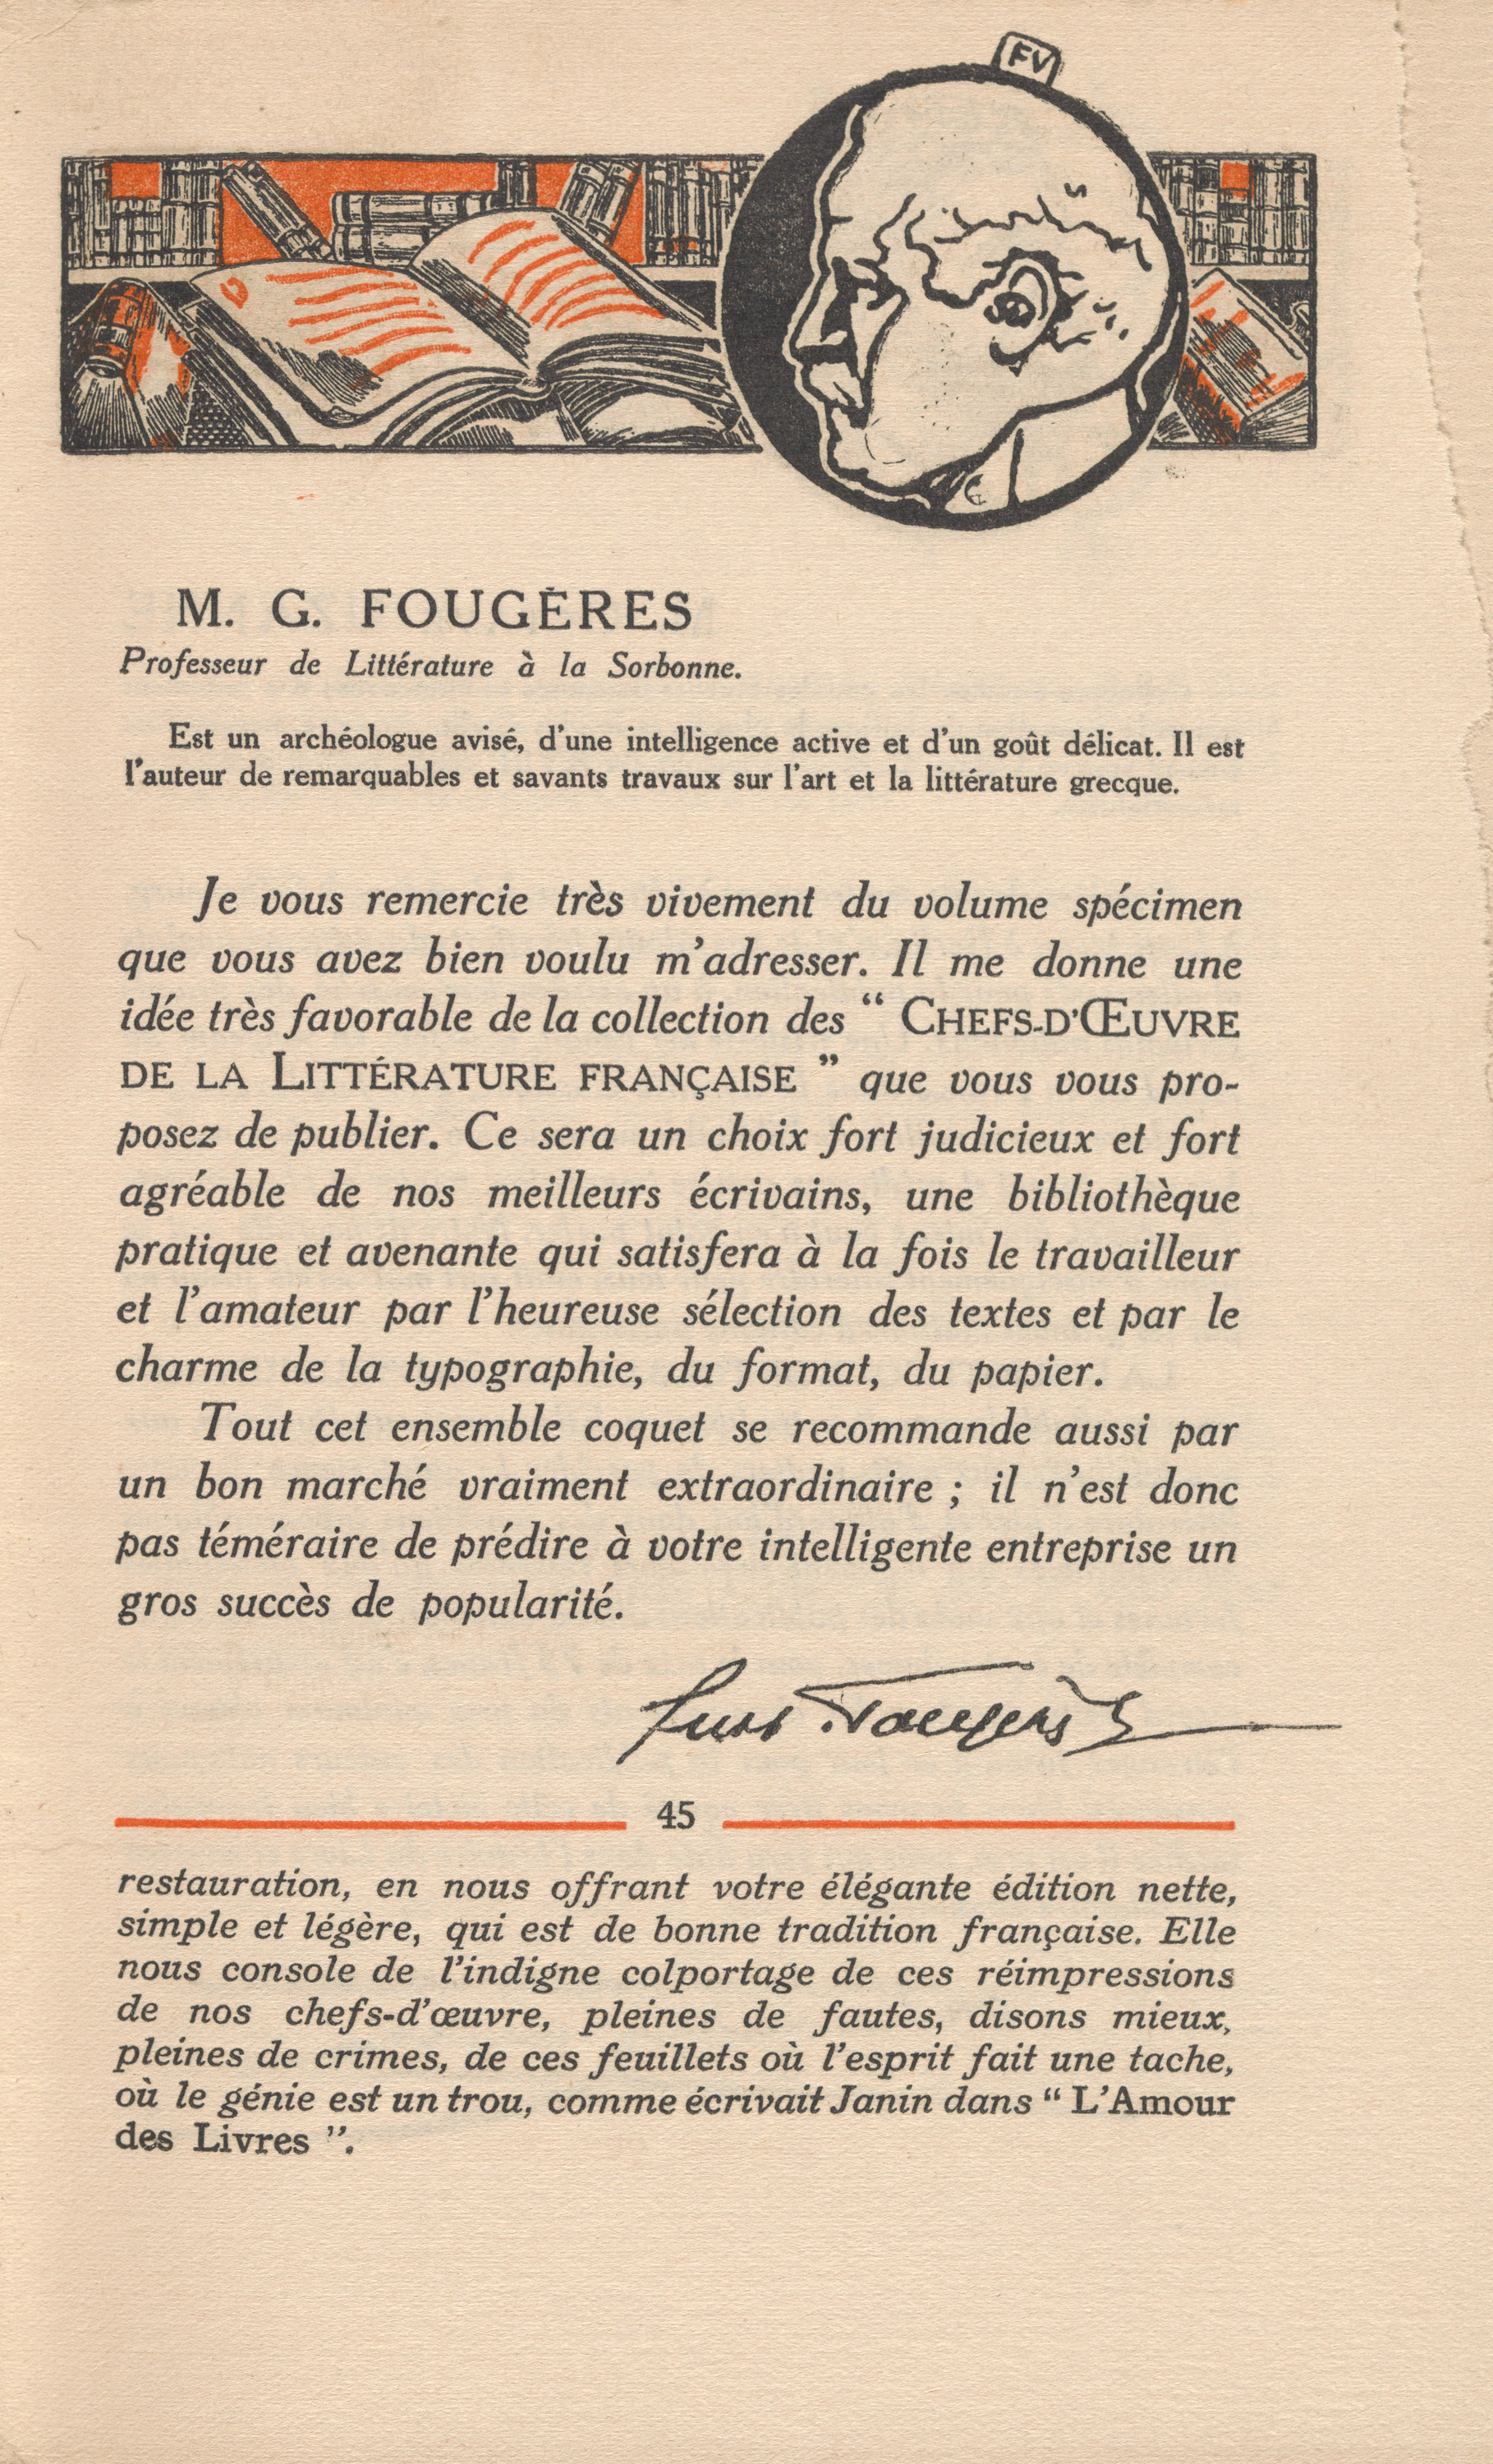 FV
M. G. FOUGÈRES
Professeur de Littérature à la Sorbonne.
Est un archéologue avisé, d'une intelligence active et d'un goût délicat. Il est
l'auteur de remarquables et savants travaux sur l'art et la littérature grecque.
Je vous remercie très vivement du volume spécimen
que vous avez bien voulu m'adresser. Il me donne une
idée très favorable de la collection des “ CHEFS-D'ŒUVRE
DE LA LITTÉRATURE FRANÇAISE ” que vous vous pro-
posez de publier. Ce sera un choix fort judicieux et fort
agréable de nos meilleurs écrivains, une bibliothèque
pratique et avenante qui satisfera à la fois le travailleur
et l'amateur par l'heureuse sélection des textes et par le
charme de la typographie, du format, du papier.
Tout cet ensemble coquet se recommande aussi par
un bon marché vraiment extraordinaire ; il n'est donc
pas téméraire de prédire à votre intelligente entreprise un
gros succès de popularité.
Fougères
45
restauration, en nous offrant votre élégante édition nette,
simple et légère, qui est de bonne tradition française. Elle
nous console de l'indigne colportage de ces réimpressions
de nos chefs-d'œuvre, pleines de fautes, disons mieux,
pleines de crimes, de ces feuillets où l'esprit fait une tache,
où le génie est un trou, comme écrivait Janin dans “ L'Amour
des Livres ”.